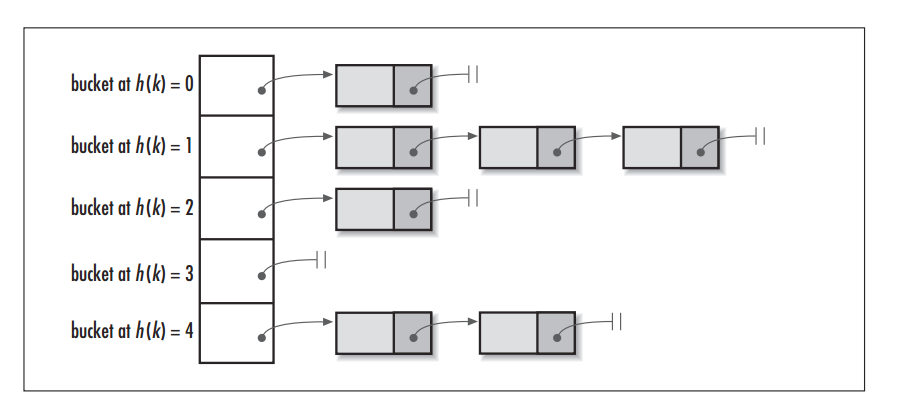 bucket at h(k) = 0
bucket at h(k) = 1
bucket at h(k) = 2
bucket at h(k) = 3
bucket at h(k) = 4